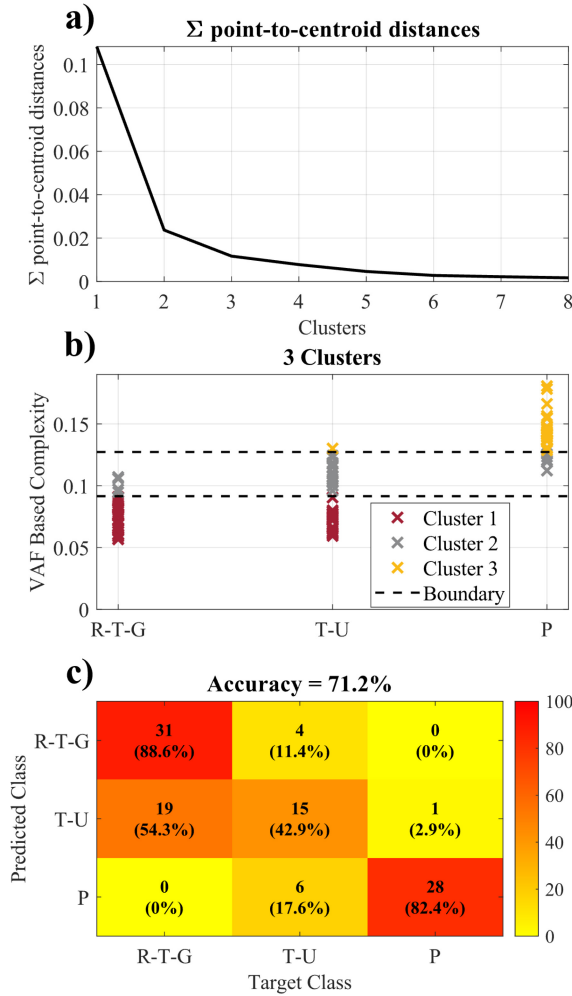 a)
Σ point-to-centroid distances
Σ point-to-centroid distances
0.1
0.08
0.06
0.04
0.02
0
1 2 3 4 5 6 7 8
Clusters
b)
3 Clusters
VAF Based Complexity
0.15
0.1
0.05
0
Cluster 1
Cluster 2
Cluster 3
Boundary
R-T-G T-U P
c)
Accuracy = 71.2%
Predicted Class
R-T-G
31 4 0
(88.6%) (11.4%) (0%)
T-U
19 15 1
(54.3%) (42.9%) (2.9%)
P
0 6 28
(0%) (17.6%) (82.4%)
100
80
60
40
20
0
R-T-G T-U P
Target Class